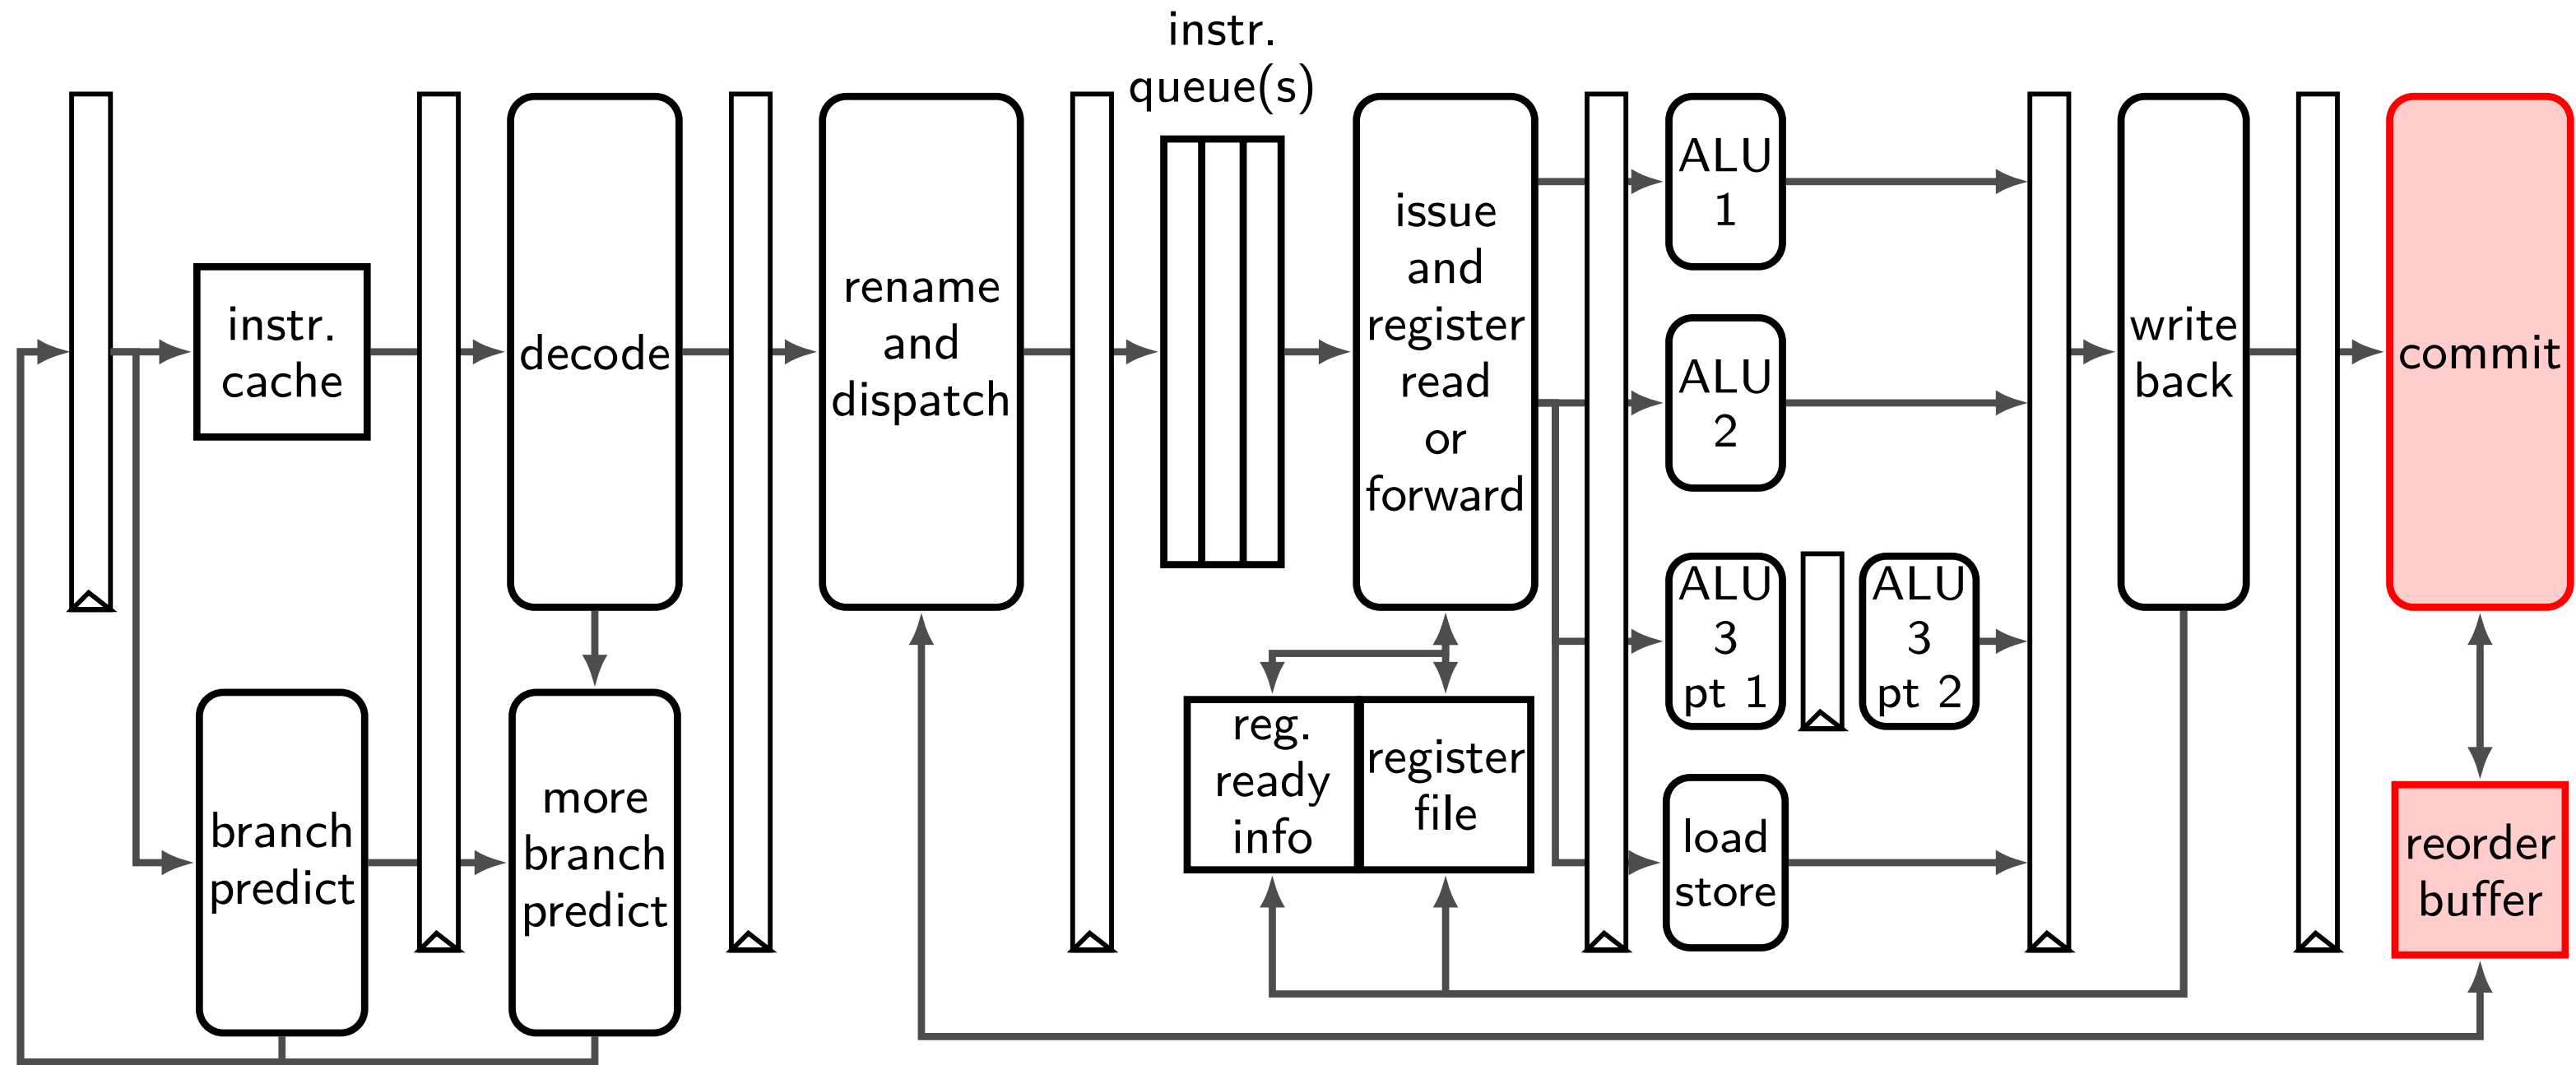 instr.
queue(s)
instr.
cache
decode
rename
and
dispatch
issue
and
register
read
or
forward
ALU
1
ALU
2
ALU
3
pt 1
ALU
3
pt 2
load
store
write
back
commit
branch
predict
more
branch
predict
reg.
ready
info
register
file
reorder
buffer